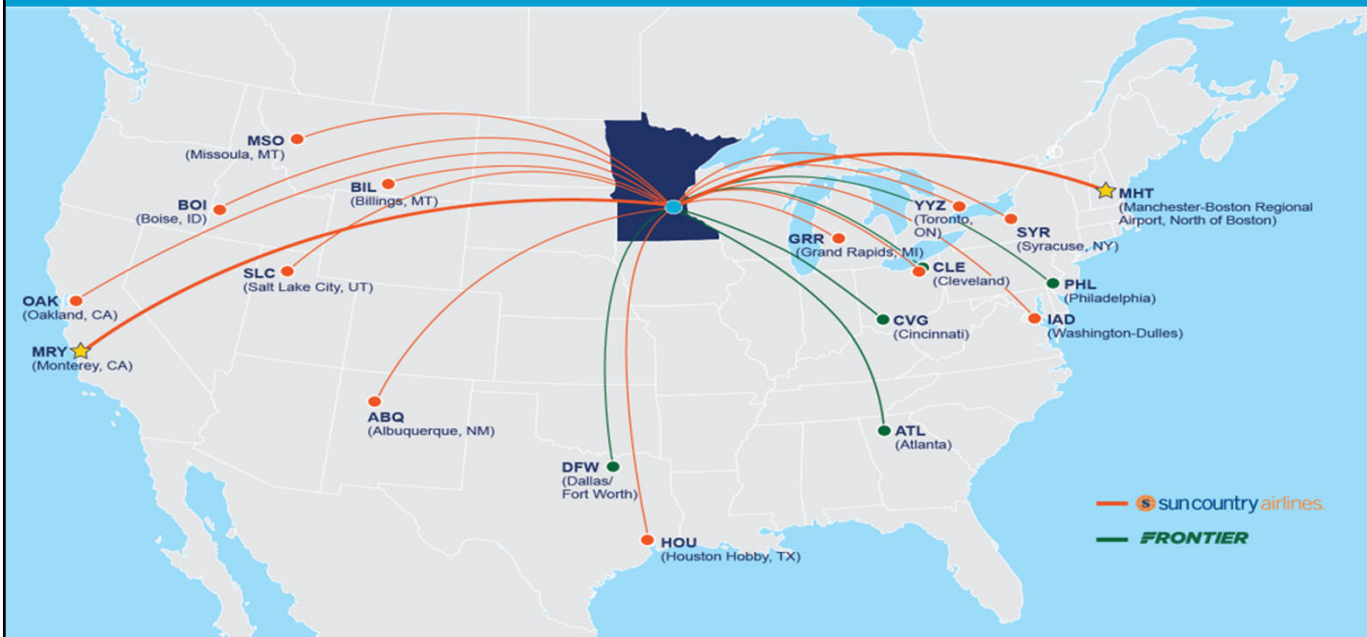 MSO
(Missoula, MT)
BOI
(Boise, ID)
BIL
(Billings, MT)
SLC
(Salt Lake City, UT)
OAK
(Oakland, CA)
MRY
(Monterey, CA)
ABQ
(Albuquerque, NM)
DFW
(Dallas/
Fort Worth)
HOU
(Houston Hobby, TX)
GRR
(Grand Rapids, MI)
YYZ
(Toronto,
ON)
SYR
(Syracuse, NY)
MHT
(Manchester-Boston Regional
Airport, North of Boston)
CLE
(Cleveland)
PHL
(Philadelphia)
CVG
(Cincinnati)
IAD
(Washington-Dulles)
ATL
(Atlanta)
S sun country airlines.
FRONTIER